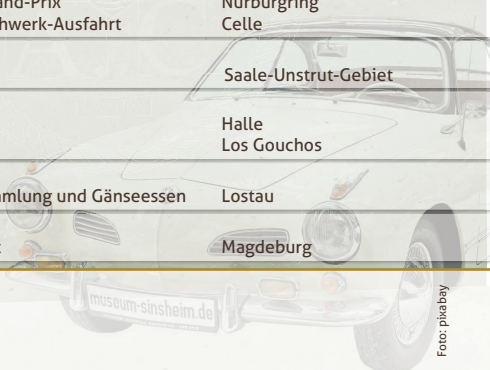 and-Prix Nürburgring
hwerk-Ausfahrt Celle
Saale-Unstrut-Gebiet
Halle
Los Gouchos
mlung und Gänseessen Lostau
Magdeburg
museum-sinsheim.de
Foto: pixabay